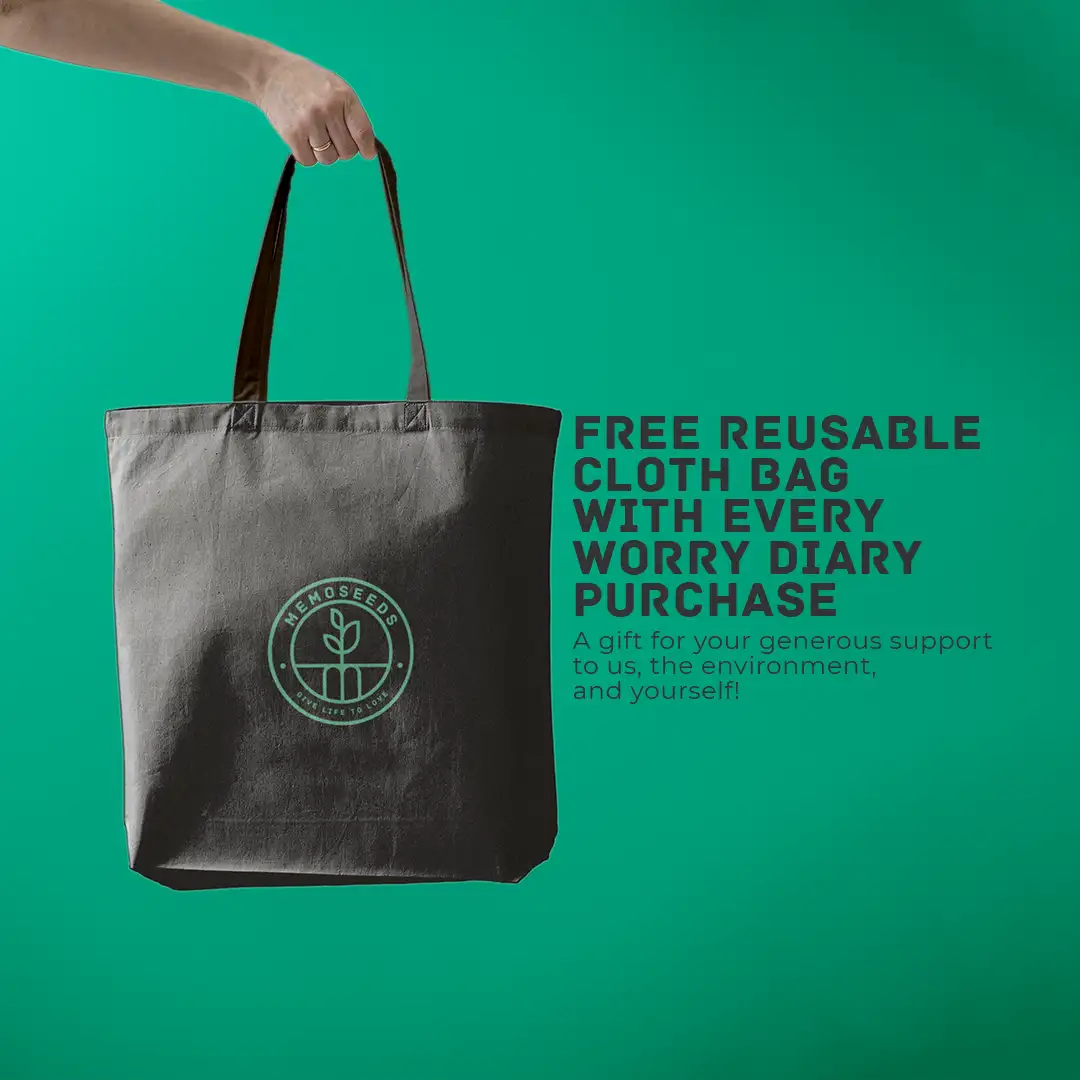 MEMOSEEDS
GIVE LIFE TO LOVE
FREE REUSABLE
CLOTH BAG
WITH EVERY
WORRY DIARY
PURCHASE
A gift for your generous support
to us, the environment,
and yourself!